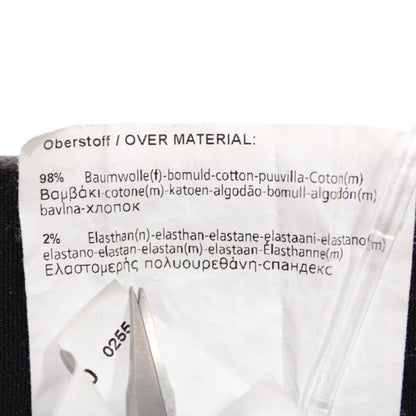 Oberstoff / OVER MATERIAL:
98% Baumwolle(f)-bomuld-cotton-puuvilla-Coton(m)
Βαμβάκι-cotone(m)-katoen-algodão-bomull-algodón(m)
bavlna-хлопок
2% Elasthan(n)-elasthan-elastane-elastaani-elastano(m)
elastano-elastan-elastan(m)-elastaan-Elasthanne(m)
Ελαστομερής πολυουρεθάνη-спандекс
0255